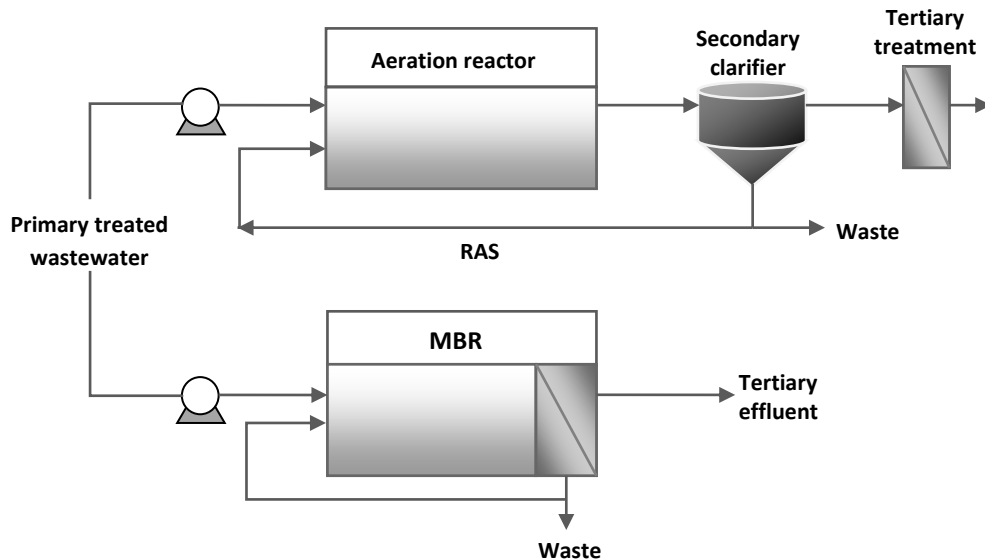 Tertiary
treatment
Secondary
clarifier
Aeration reactor
Primary treated
wastewater
Waste
RAS
MBR
Tertiary
effluent
Waste